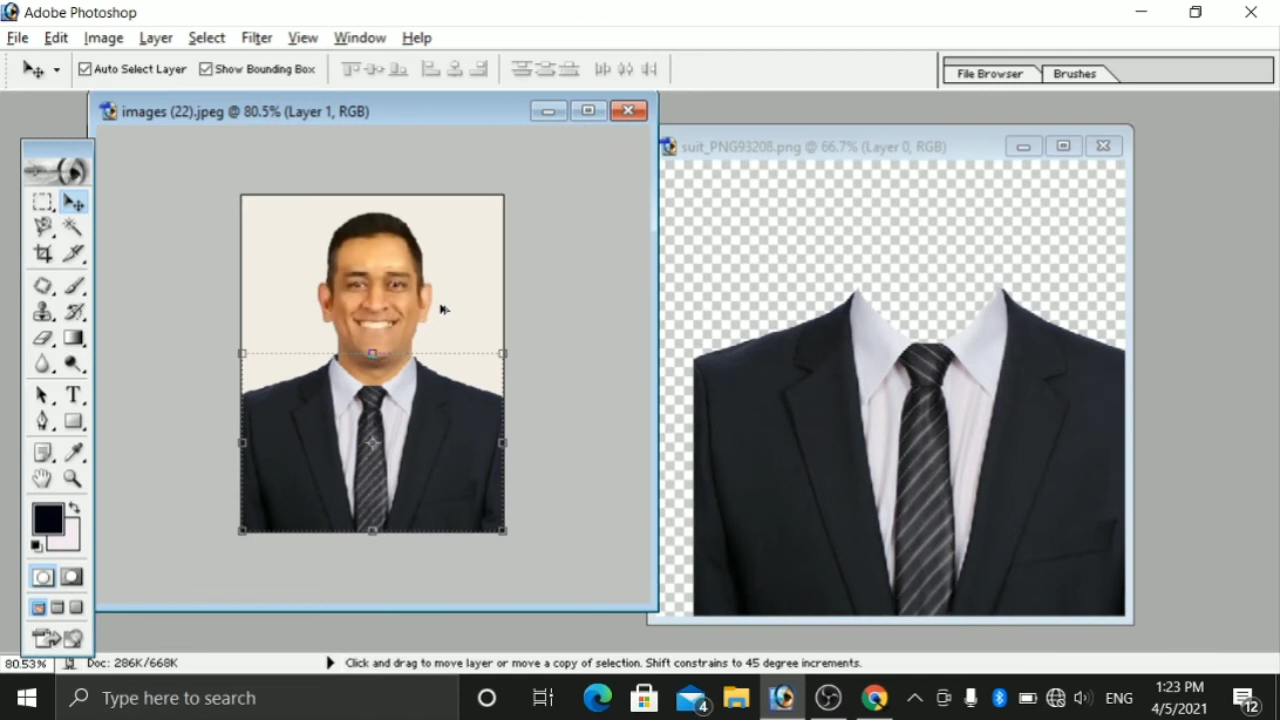 Adobe Photoshop
File Edit Image Layer Select Filter View Window Help
Auto Select Layer Show Bounding Box File Browser Brushes
images (22).jpeg @ 80.5% (Layer 1, RGB)
suit_PNG93208.png @ 66.7% (Layer 0, RGB)
T
80.53% Doc: 286K/668K Click and drag to move layer or move a copy of selection. Shift constrains to 45 degree increments.
Type here to search 4 ENG 1:23 PM 12
4/5/2021